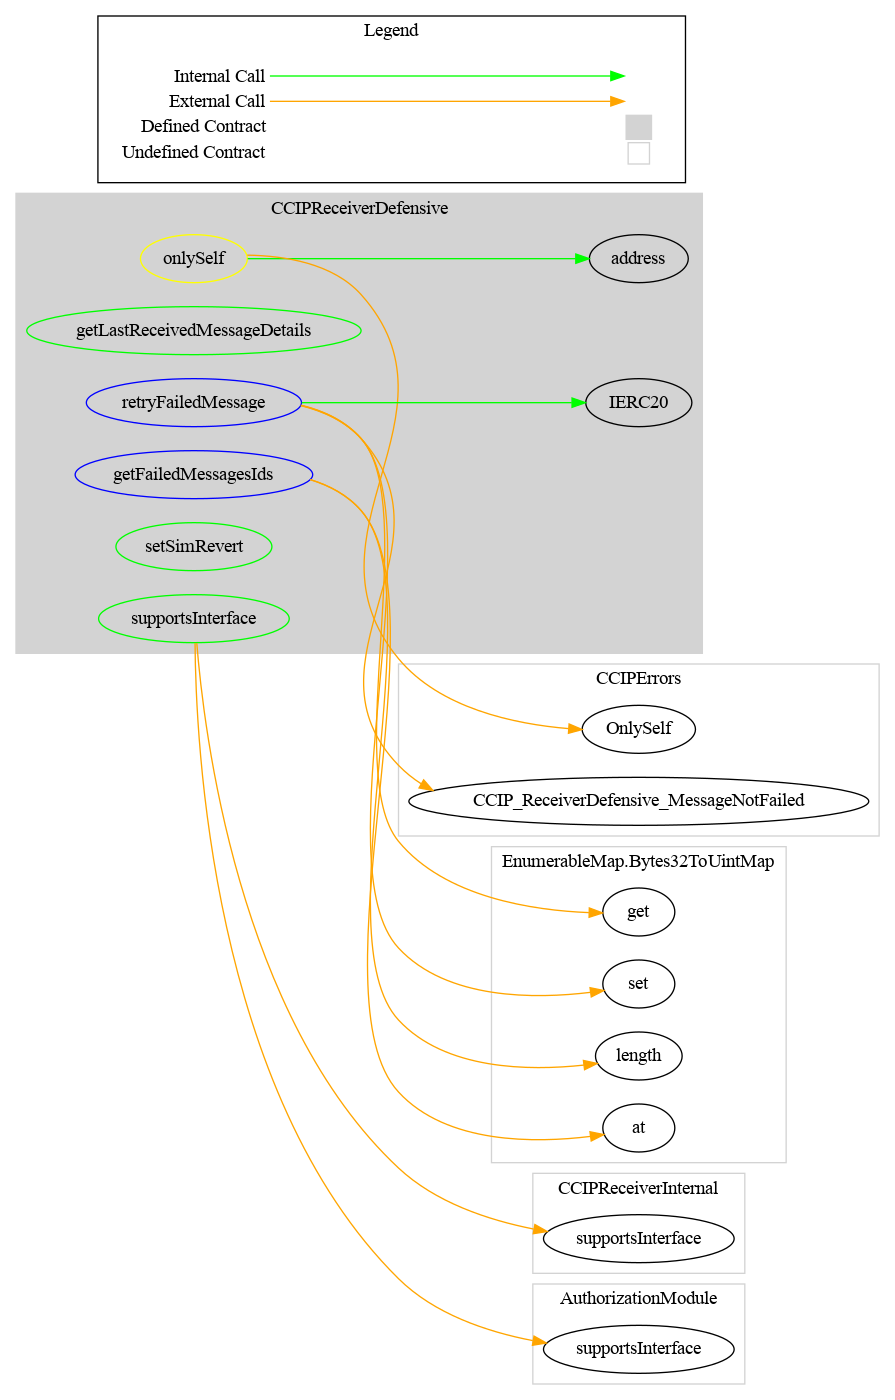 Legend
Internal Call
External Call
Defined Contract
Undefined Contract
CCIPReceiverDefensive
onlySelf
address
getLastReceivedMessageDetails
retryFailedMessage
IERC20
getFailedMessagesIds
setSimRevert
supportsInterface
CCIPErrors
OnlySelf
CCIP_ReceiverDefensive_MessageNotFailed
EnumerableMap.Bytes32ToUintMap
get
set
length
at
CCIPReceiverInternal
supportsInterface
AuthorizationModule
supportsInterface